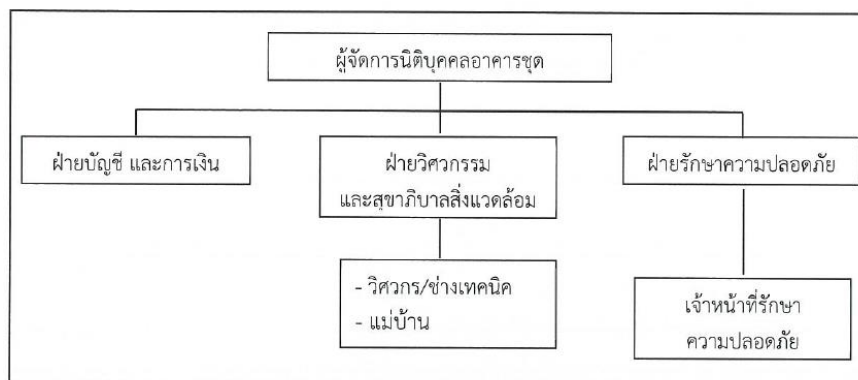 ผู้จัดการนิติบุคคลอาคารชุด
ฝ่ายบัญชี และการเงิน
ฝ่ายวิศวกรรม
และสุขาภิบาลสิ่งแวดล้อม
ฝ่ายรักษาความปลอดภัย
- วิศวกร/ช่างเทคนิค
- แม่บ้าน
เจ้าหน้าที่รักษา
ความปลอดภัย